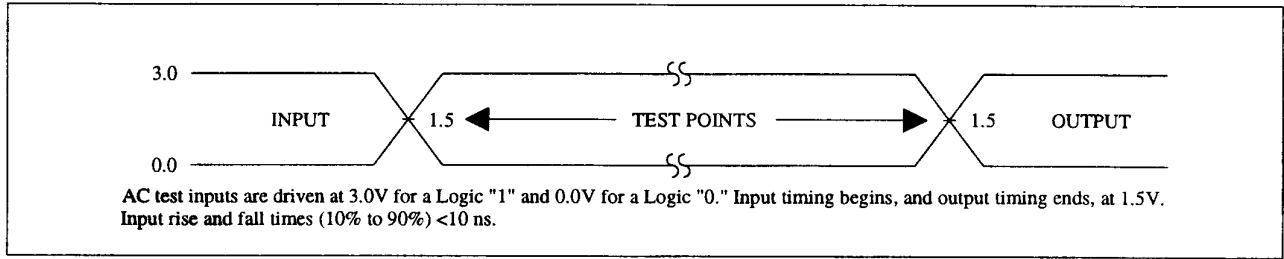 3.0
INPUT 1.5 TEST POINTS 1.5 OUTPUT
0.0
AC test inputs are driven at 3.0V for a Logic "1" and 0.0V for a Logic "0." Input timing begins, and output timing ends, at 1.5V.
Input rise and fall times (10% to 90%) <10 ns.